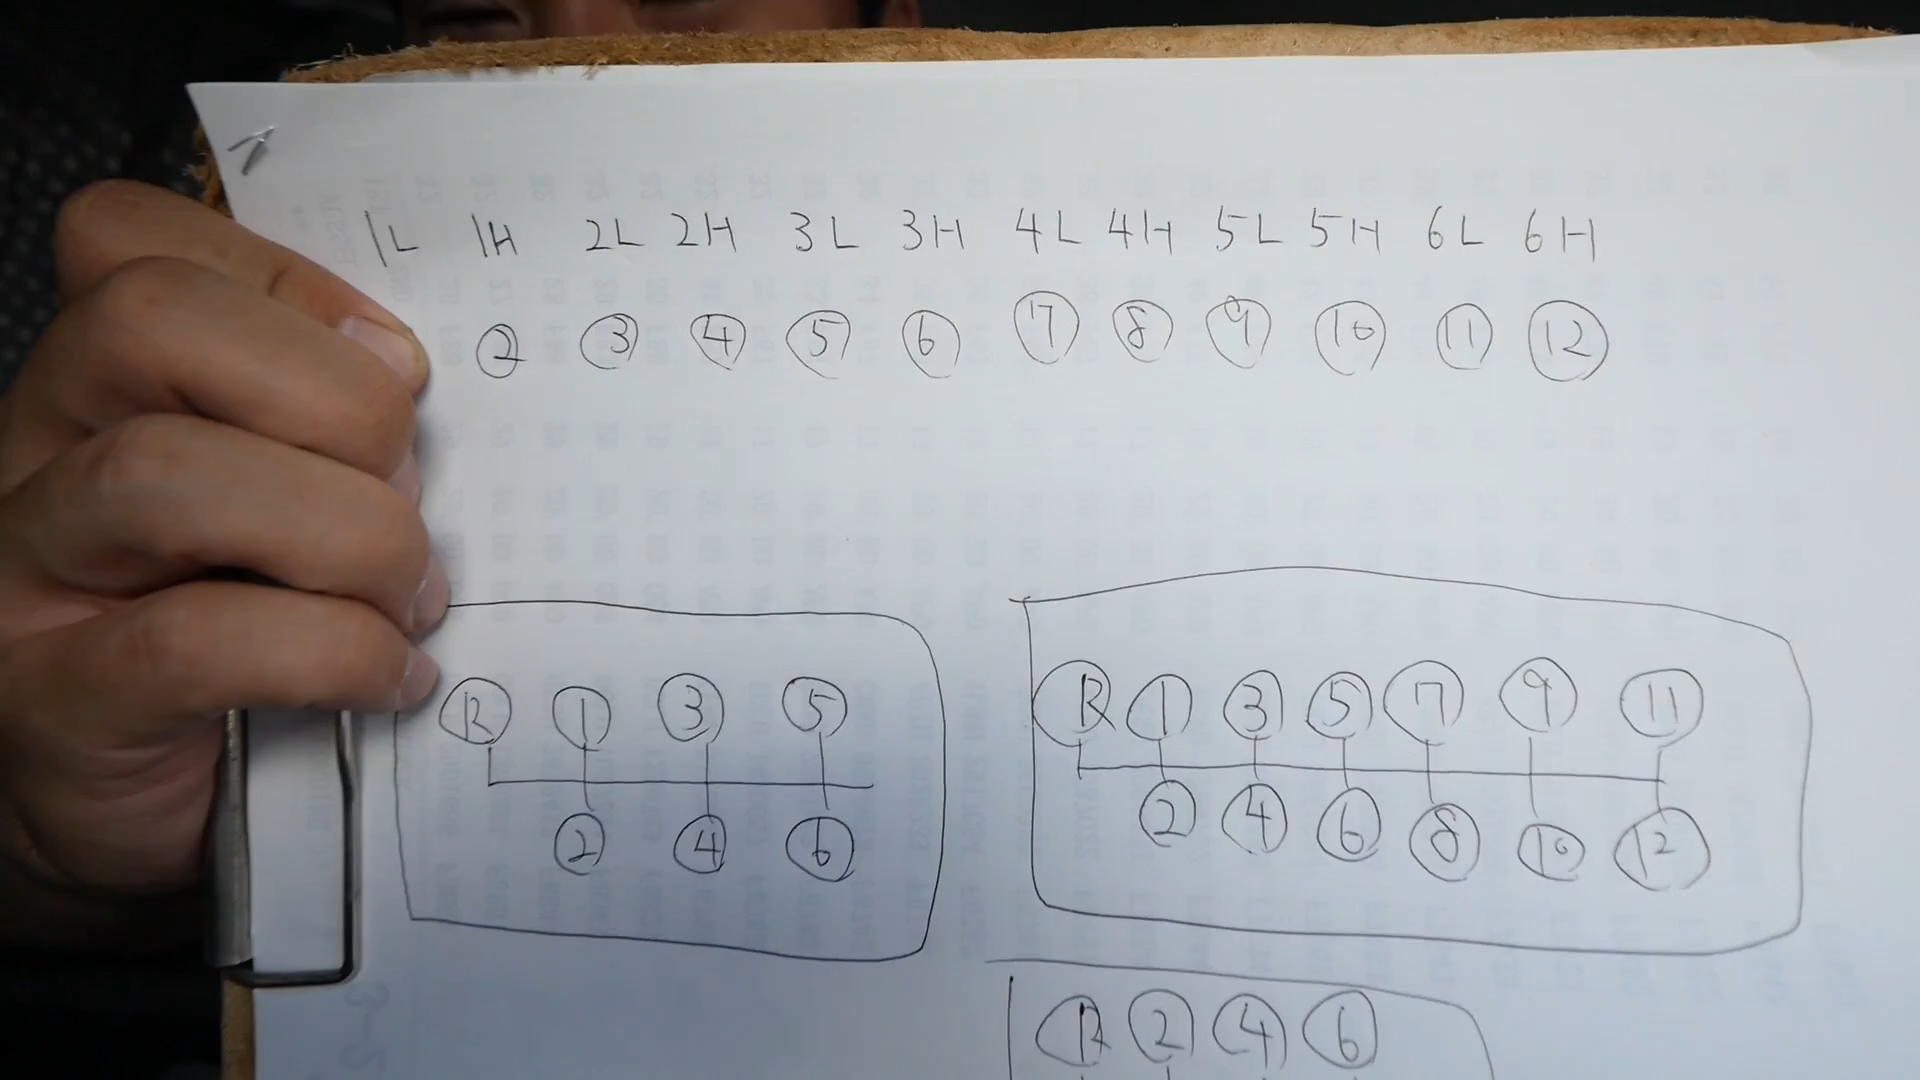 1L 1H 2L 2H 3L 3H 4L 4H 5L 5H 6L 6H
② ③ ④ ⑤ ⑥ ⑦ ⑧ ⑨ ⑩ ⑪ ⑫
Ⓡ ① ③ ⑤
② ④ ⑥
Ⓡ ① ③ ⑤ ⑦ ⑨ ⑪
② ④ ⑥ ⑧ ⑩ ⑫
Ⓡ ② ④ ⑥